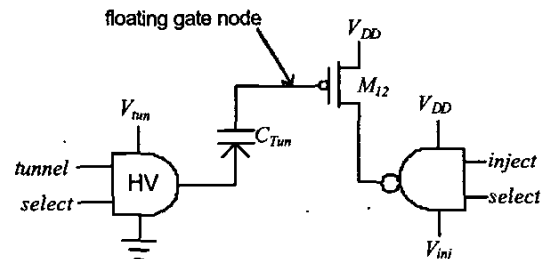 floating gate node
V_DD
M_12
V_tun
C_Tun
V_DD
tunnel
HV
inject
select
select
V_inj